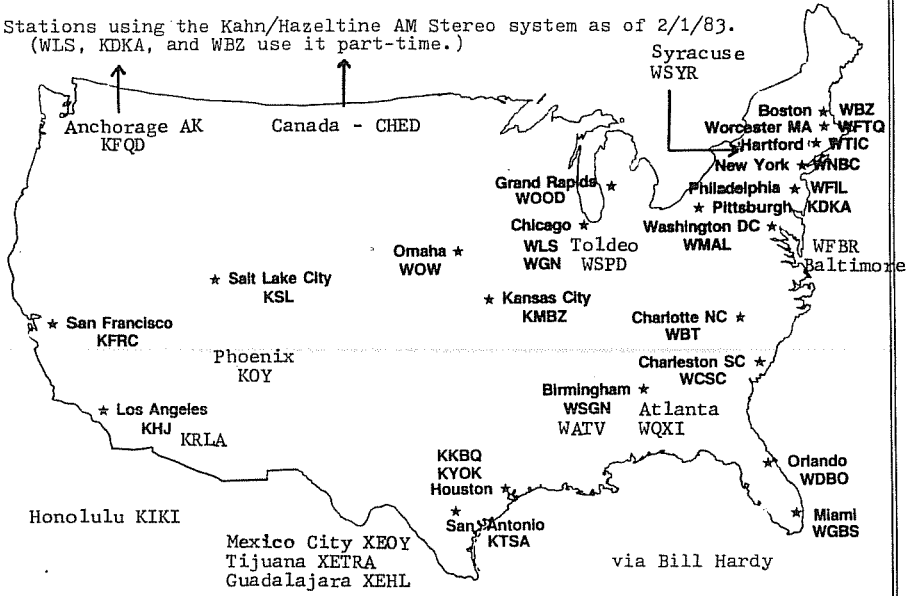 Stations using the Kahn/Hazeltine AM Stereo system as of 2/1/83.
(WLS, KDKA, and WBZ use it part-time.)
Syracuse
WSYR
Anchorage AK
KFQD
Canada - CHED
Boston WBZ
Worcester MA WFTQ
Hartford WTIC
New York WNBC
Grand Rapids
WOOD
Philadelphia WFIL
Pittsburgh KDKA
Chicago
WLS
WGN
Toldeo
WSPD
Washington DC
WMAL
WFBR
Baltimore
Omaha
WOW
Salt Lake City
KSL
Kansas City
KMBZ
San Francisco
KFRC
Charlotte NC
WBT
Phoenix
KOY
Charleston SC
WCSC
Birmingham
WSGN
WATV
Atlanta
WQXI
Los Angeles
KHJ
KRLA
KKBQ
KYOK
Houston
Orlando
WDBO
San Antonio
KTSA
Miami
WGBS
Honolulu KIKI
Mexico City XEOY
Tijuana XETRA
Guadalajara XEHL
via Bill Hardy